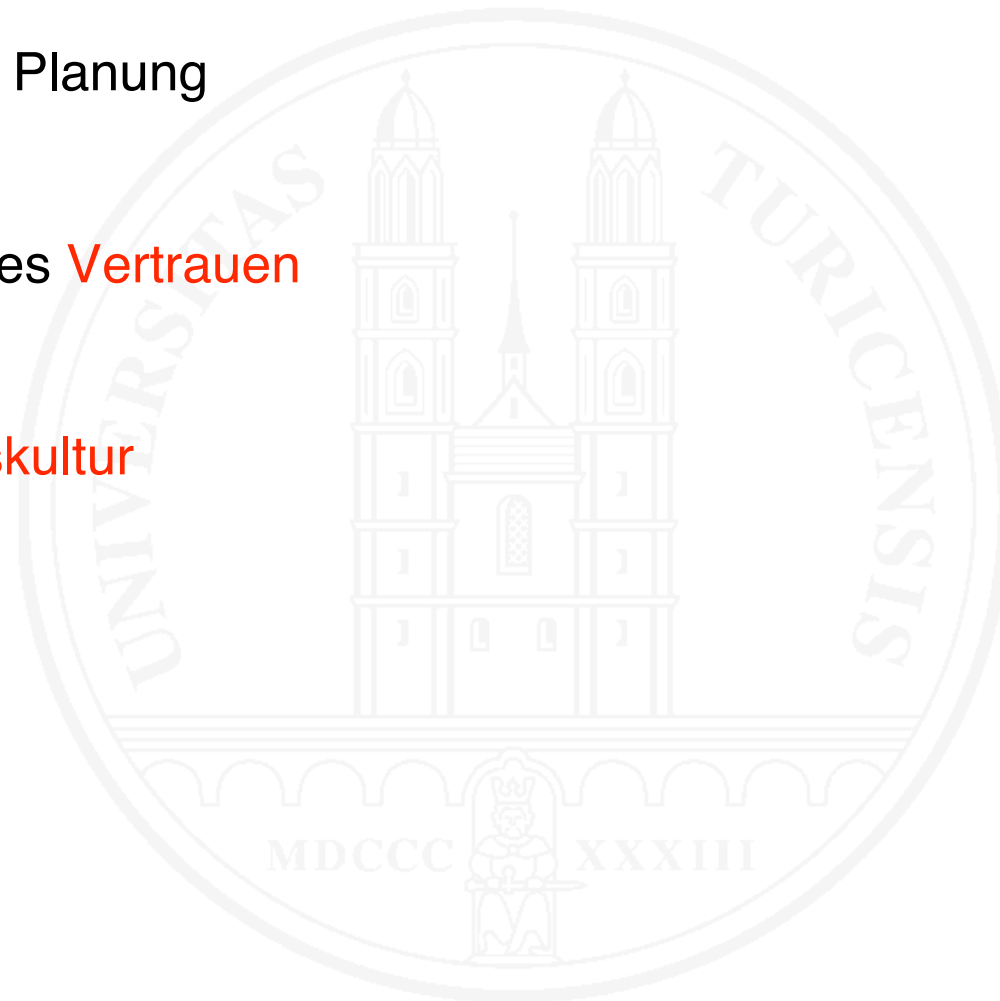 Planung
UNIVERSITAS TURICENSIS
es Vertrauen
skultur
MDCCC XXXIII